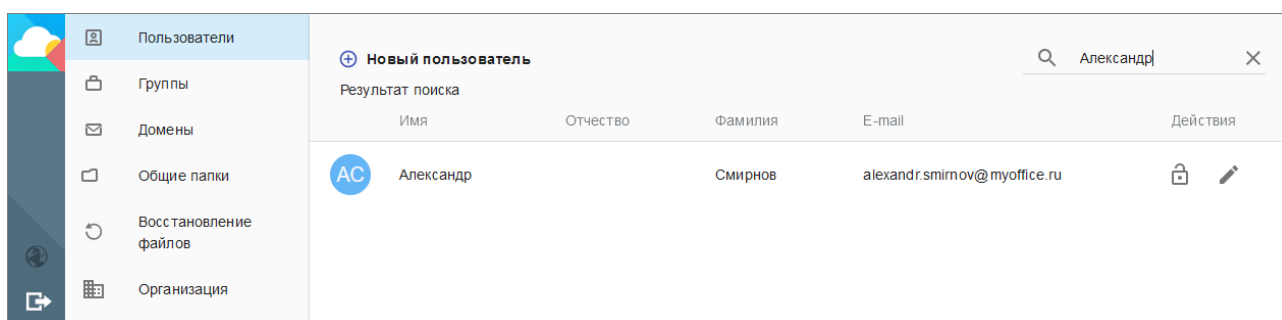 Пользователи
Группы
Домены
Общие папки
Восстановление
файлов
Организация
Новый пользователь
Александр
Результат поиска
Имя Отчество Фамилия E-mail Действия
АС Александр Смирнов alexandr.smirnov@myoffice.ru